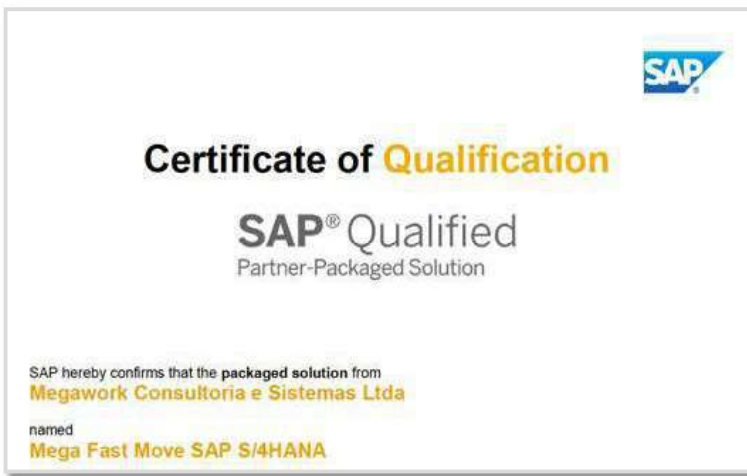 SAP
Certificate of Qualification
SAP® Qualified
Partner-Packaged Solution
SAP hereby confirms that the packaged solution from
Megawork Consultoria e Sistemas Ltda
named
Mega Fast Move SAP S/4HANA